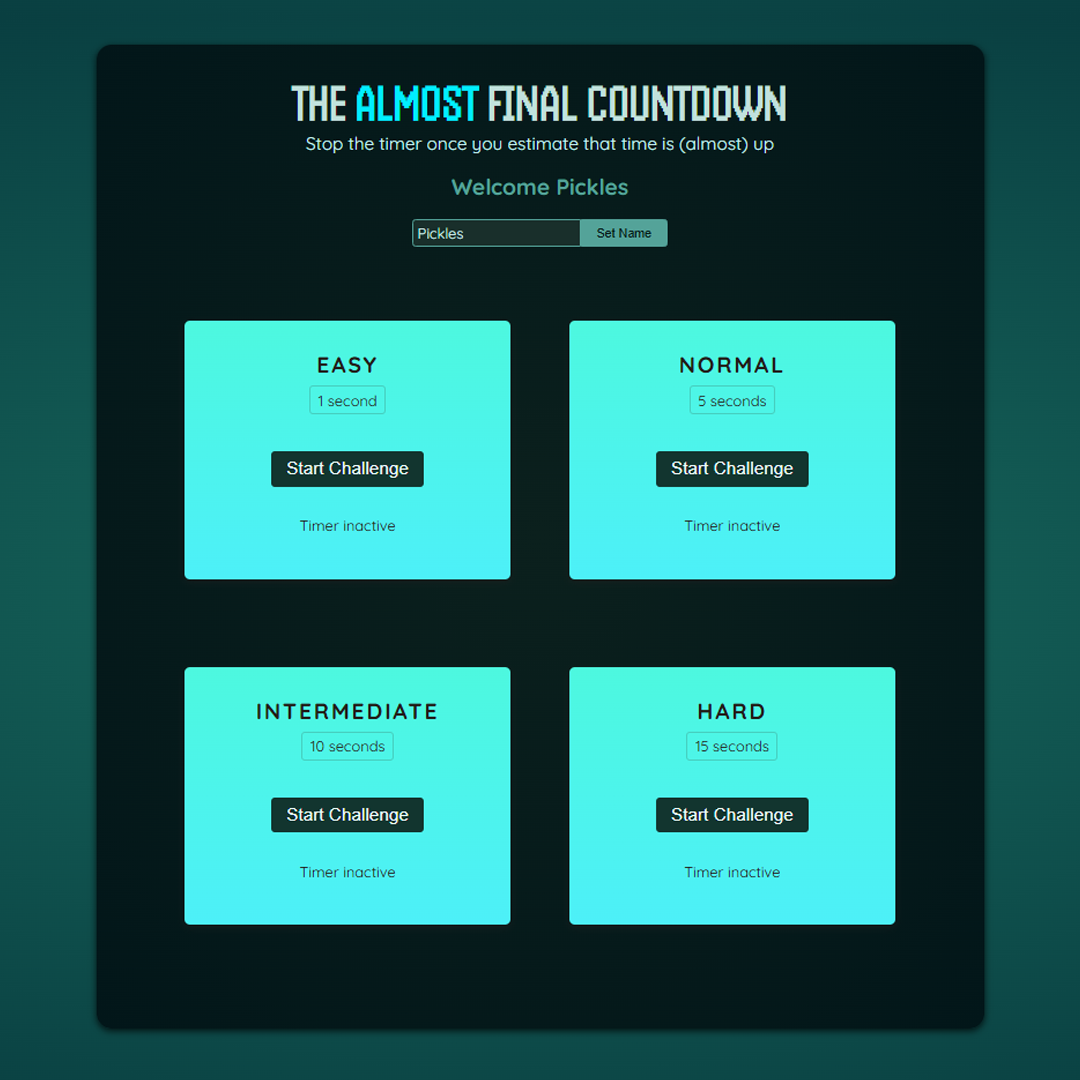 THE ALMOST FINAL COUNTDOWN
Stop the timer once you estimate that time is (almost) up
Welcome Pickles
Pickles Set Name
EASY
1 second
Start Challenge
Timer inactive
NORMAL
5 seconds
Start Challenge
Timer inactive
INTERMEDIATE
10 seconds
Start Challenge
Timer inactive
HARD
15 seconds
Start Challenge
Timer inactive